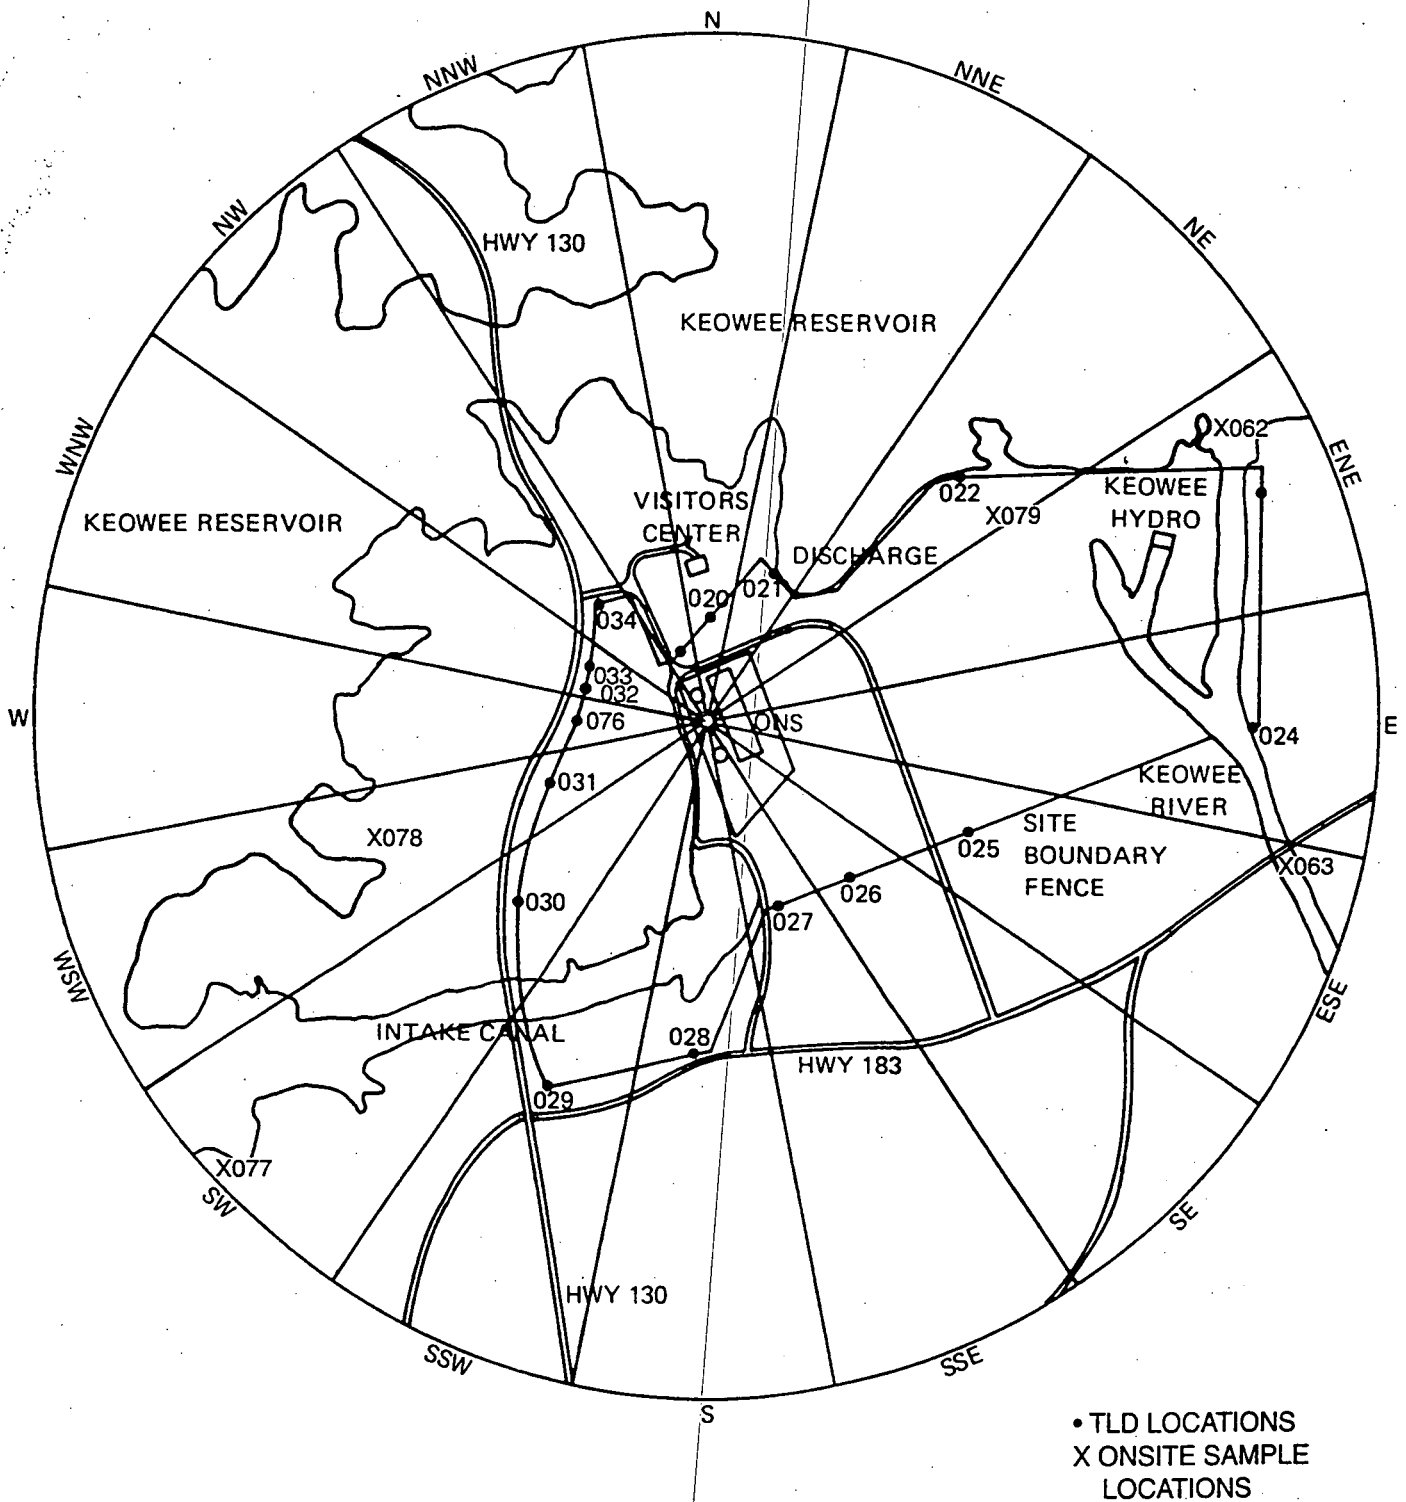 N
NNW
NNE
NW
NE
HWY 130
KEOWEE RESERVOIR
WNW
ENE
X062
VISITORS
CENTER
022
KEOWEE
HYDRO
X079
KEOWEE RESERVOIR
DISCHARGE
021
020
034
033
032
076
W
ONS
E
024
031
KEOWEE
RIVER
X078
025
SITE
BOUNDARY
FENCE
X063
026
027
030
WSW
ESE
INTAKE CANAL
028
HWY 183
029
X077
SW
SE
HWY 130
SSW
SSE
S
• TLD LOCATIONS
X ONSITE SAMPLE
LOCATIONS